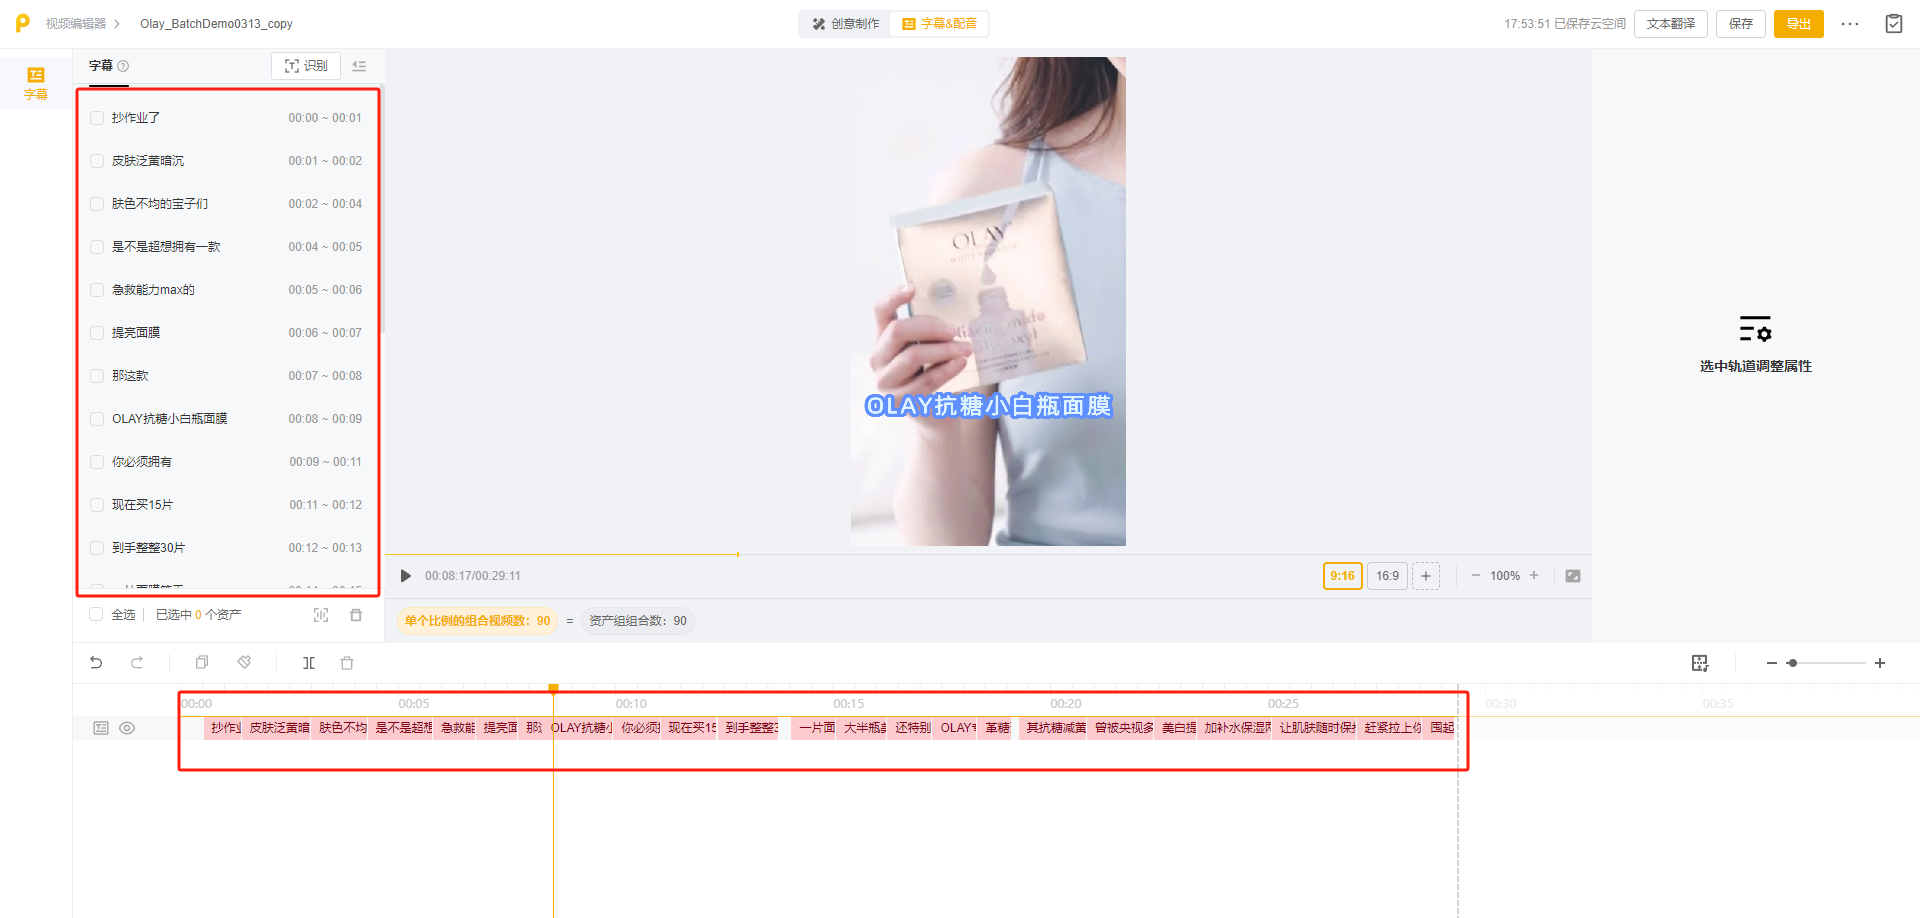 视频编辑器
Olay_BatchDemo0313_copy
创意制作
字幕&配音
17:53:51 已保存云空间
文本翻译
保存
导出
字幕
字幕
识别
抄作业了 00:00 ~ 00:01
皮肤泛黄暗沉 00:01 ~ 00:02
肤色不均的宝子们 00:02 ~ 00:04
是不是超想拥有一款 00:04 ~ 00:05
急救能力max的 00:05 ~ 00:06
提亮面膜 00:06 ~ 00:07
那这款 00:07 ~ 00:08
OLAY抗糖小白瓶面膜 00:08 ~ 00:09
你必须拥有 00:09 ~ 00:11
现在买15片 00:11 ~ 00:12
到手整整30片 00:12 ~ 00:13
全选
已选中 0 个资产
OLAY
OLAY抗糖小白瓶面膜
选中轨道调整属性
00:08:17/00:29:11
9:16
16:9
100%
单个比例的组合视频数：90 = 资产组组合数：90
00:00 00:05 00:10 00:15 00:20 00:25 00:30 00:35
抄作 皮肤泛黄暗 肤色不均 是不是超想 急救能 提亮面 那 OLAY抗糖 你必须 现在买15 到手整整 一片面 大半瓶 还特别 OLAY 革糖 其抗糖减黄 曾被央视多 美白提 加补水保湿 让肌肤随时保 赶紧拉上你 囤起